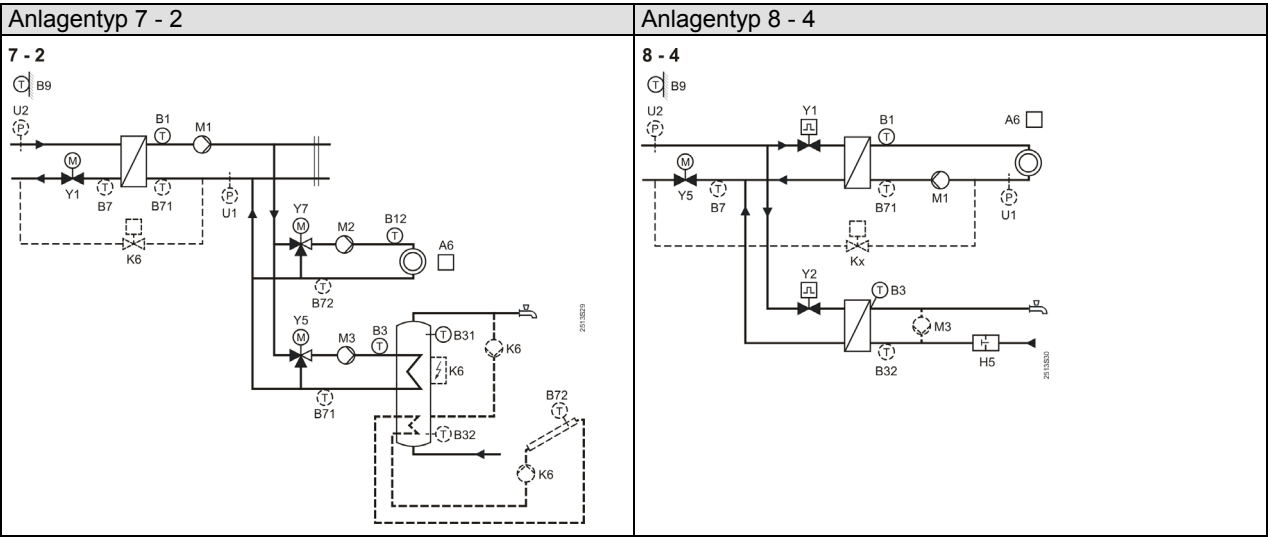 Anlagentyp 7 - 2
7 - 2
T B9
U2
P
B1
T
M1
M
Y1
T
B7
T
B71
P
U1
K6
Y7
M
M2
B12
T
A6
T
B72
Y5
M
M3
B3
T
T B31
K6
K6
T
B71
T B32
B72
T
K6
2513S29
Anlagentyp 8 - 4
8 - 4
T B9
U2
P
Y1
B1
T
A6
M
Y5
T
B7
T
B71
M1
P
U1
Kx
Y2
T B3
M3
T
B32
H5
2513S30